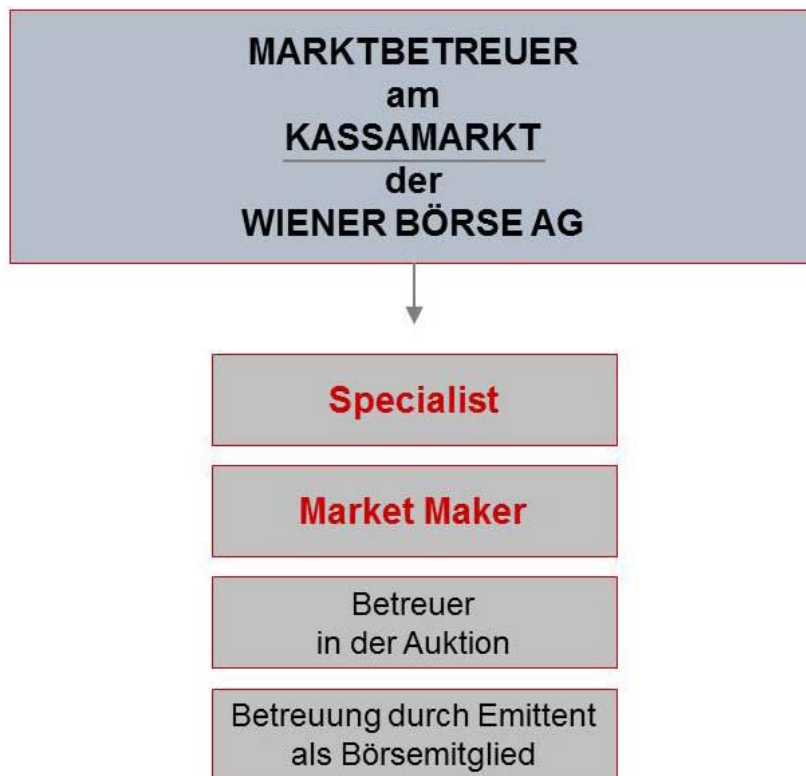 MARKTBETREUER
am
KASSAMARKT
der
WIENER BÖRSE AG
Specialist
Market Maker
Betreuer
in der Auktion
Betreuung durch Emittent
als Börsemitglied